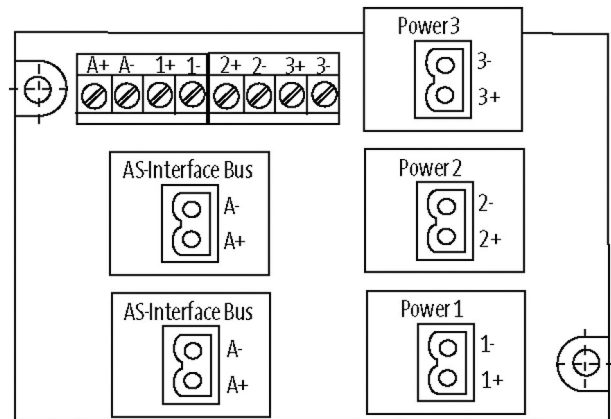 Power3
3-
3+
A+ A- 1+ 1- 2+ 2- 3+ 3-
AS-Interface Bus
A-
A+
Power2
2-
2+
AS-Interface Bus
A-
A+
Power1
1-
1+